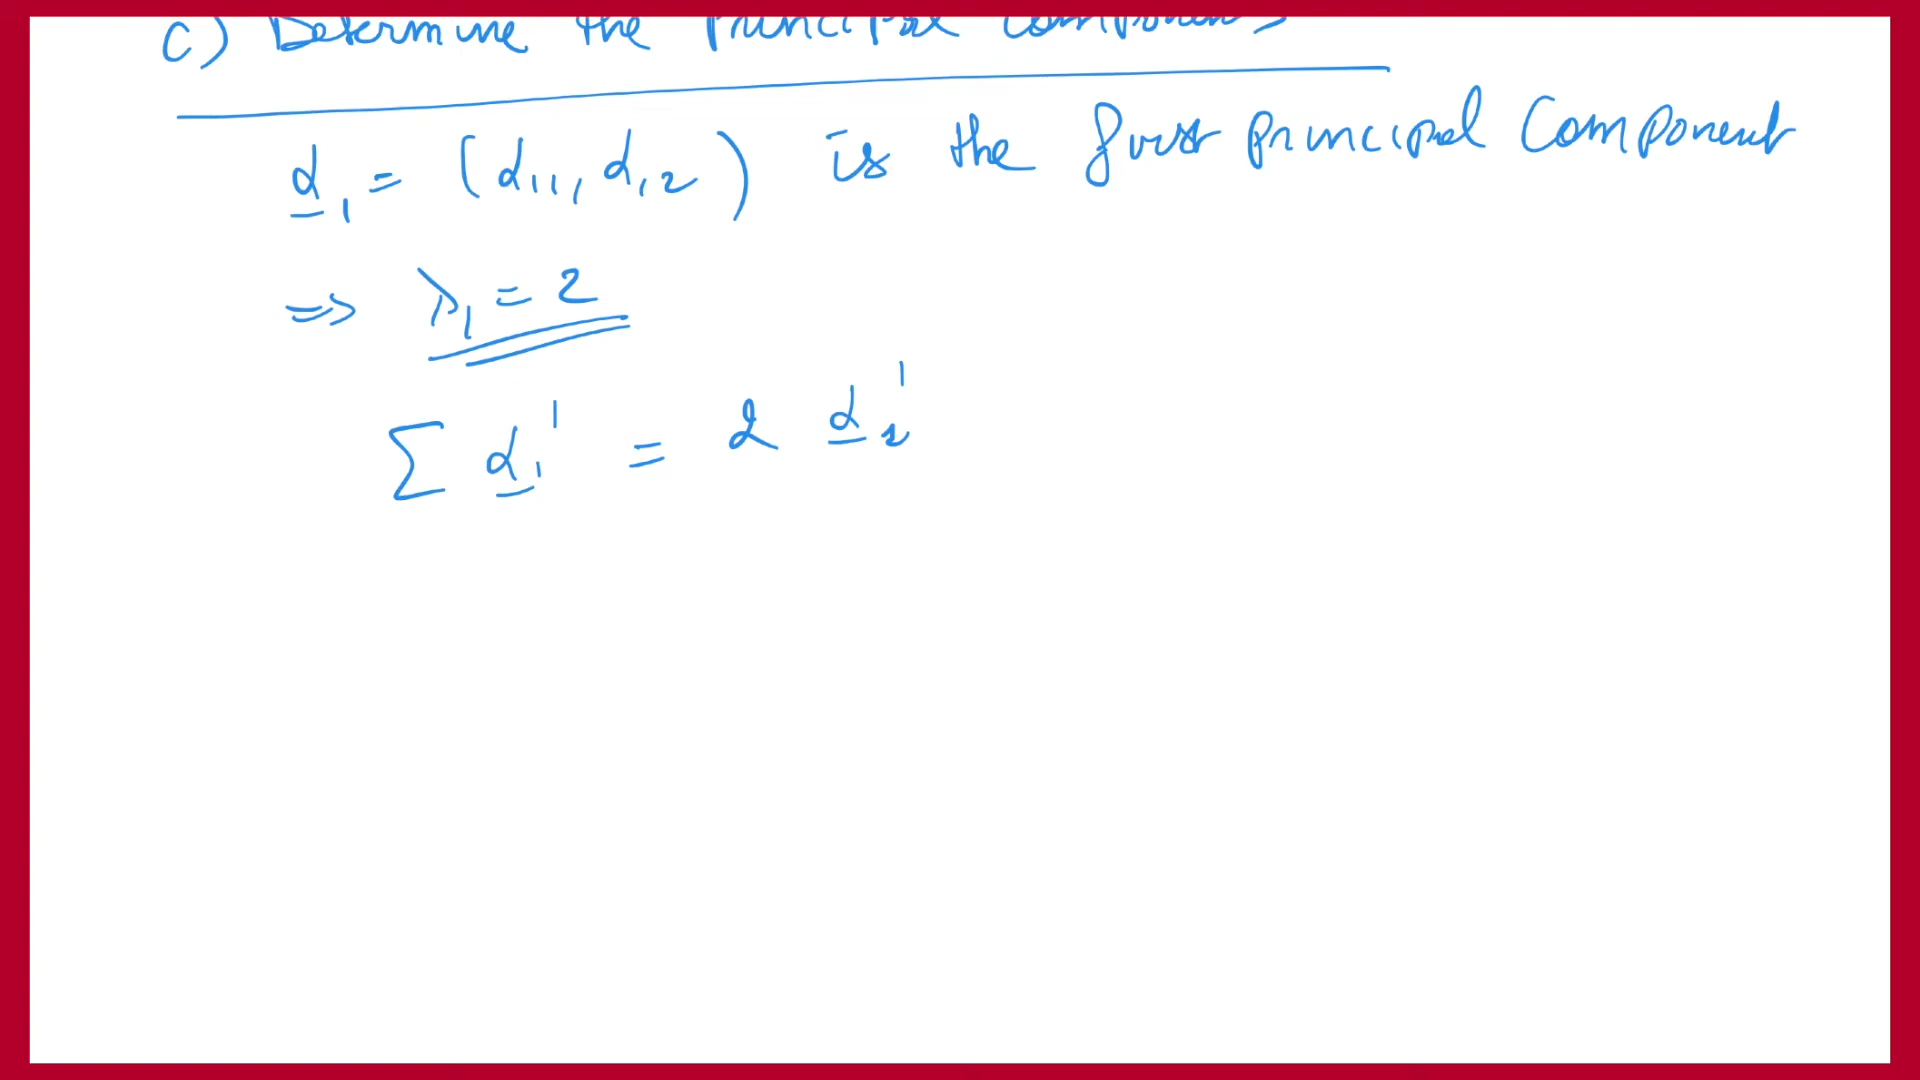 c) Determine the Principal Components
α₁ = (α₁₁, α₁₂) is the first principal Component
=> λ₁ = 2
Σ α₁' = 2 α₁'